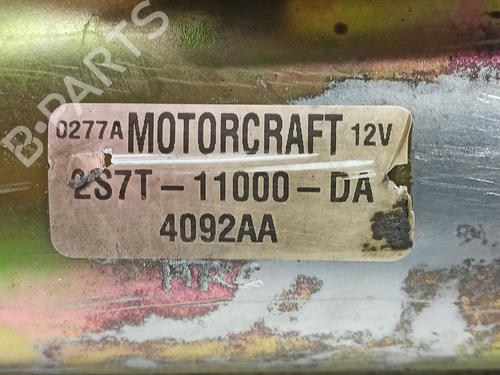 B-PARTS
0277A MOTORCRAFT 12V
2S7T-11000-DA
4092AA